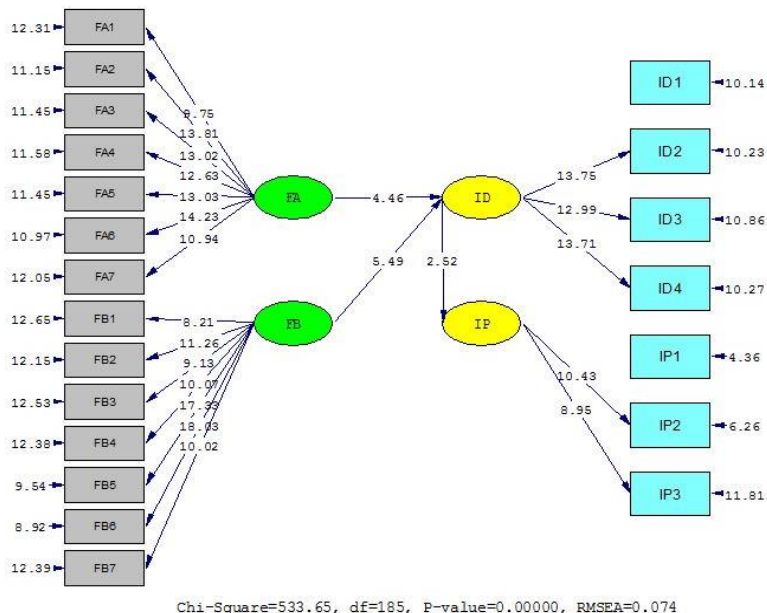 12.31 FA1
11.15 FA2
11.45 FA3
11.58 FA4
11.45 FA5
10.97 FA6
12.05 FA7
12.65 FB1
12.15 FB2
12.53 FB3
12.38 FB4
9.54 FB5
8.92 FB6
12.39 FB7
9.75
13.81
13.02
12.63
13.03
14.23
10.94
8.21
11.26
9.13
10.07
17.33
18.03
10.02
FA
FB
4.46
5.49
2.52
ID
IP
13.75
12.99
13.71
10.43
8.95
ID1 10.14
ID2 10.23
ID3 10.86
ID4 10.27
IP1 4.36
IP2 6.26
IP3 11.81
Chi-Square=533.65, df=185, P-value=0.00000, RMSEA=0.074